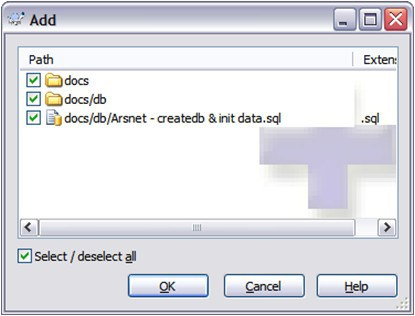 Add
Path Extens
docs
docs/db
docs/db/Arsnet - createdb & init data.sql .sql
Select / deselect all
OK Cancel Help